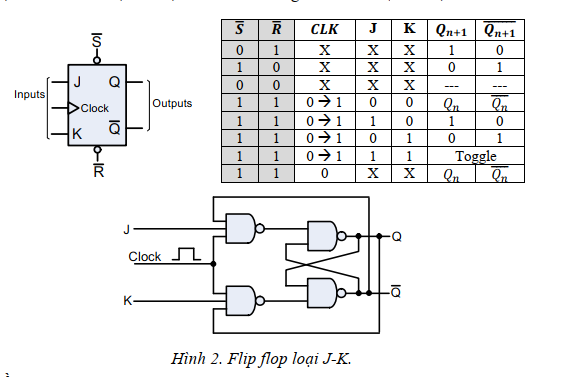 S̅
J Q
Inputs
Clock
Outputs
K Q̅
R̅
S̅ R̅ CLK J K Qn+1 Q̅n+1
0 1 X X X 1 0
1 0 X X X 0 1
0 0 X X X --- ---
1 1 0 → 1 0 0 Qn Q̅n
1 1 0 → 1 1 0 1 0
1 1 0 → 1 0 1 0 1
1 1 0 → 1 1 1 Toggle
1 1 0 X X Qn Q̅n
J
Q
Clock
K
Q̅
Hình 2. Flip flop loại J-K.